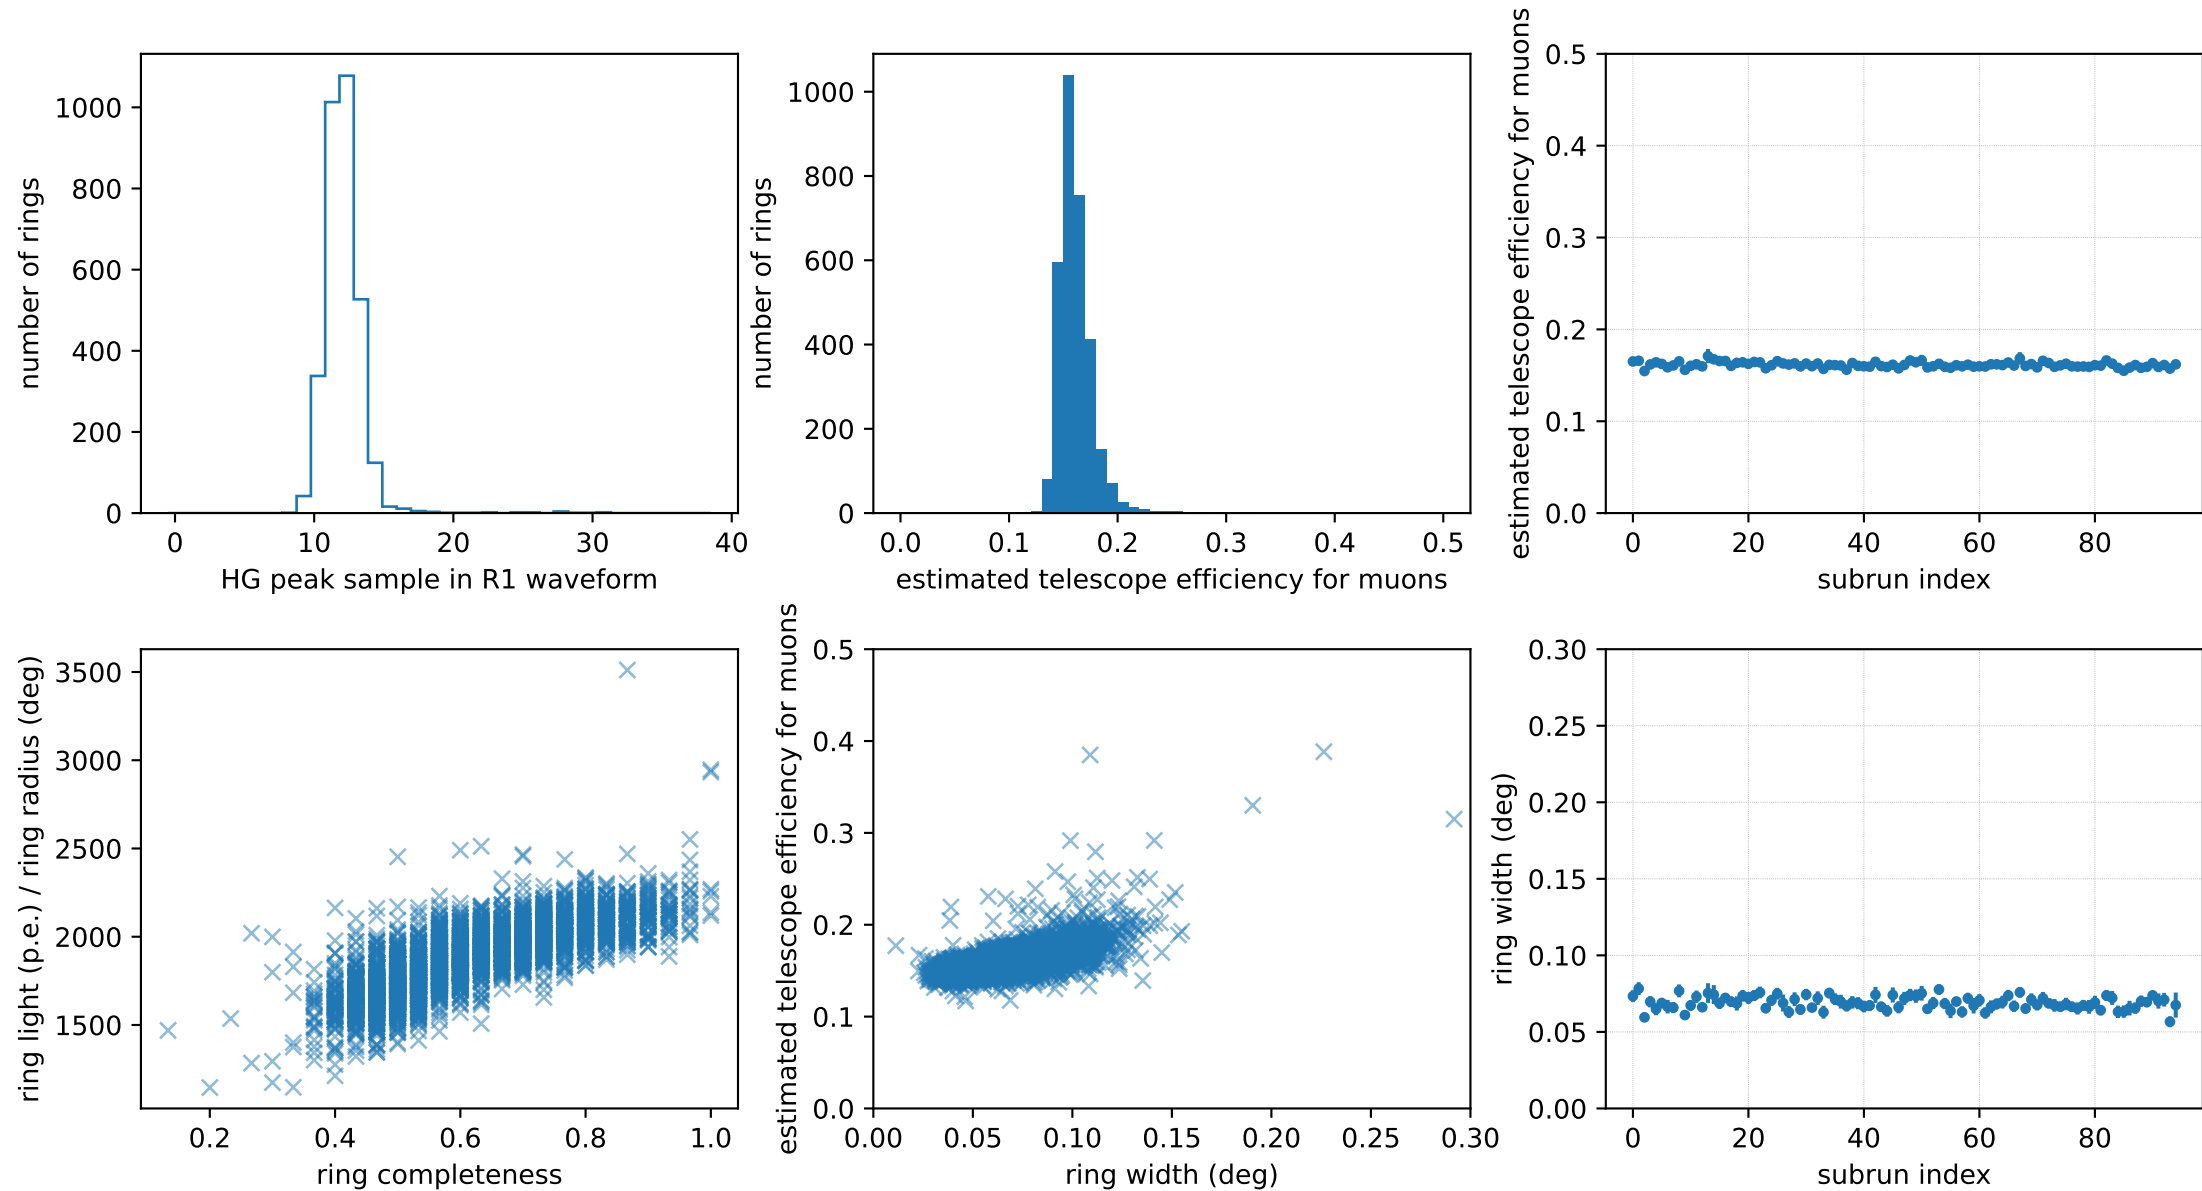 number of rings
1000
800
600
400
200
0
0 10 20 30 40
HG peak sample in R1 waveform
number of rings
1000
800
600
400
200
0
0.0 0.1 0.2 0.3 0.4 0.5
estimated telescope efficiency for muons
estimated telescope efficiency for muons
0.5
0.4
0.3
0.2
0.1
0.0
0 20 40 60 80
subrun index
ring light (p.e.) / ring radius (deg)
3500
3000
2500
2000
1500
0.2 0.4 0.6 0.8 1.0
ring completeness
estimated telescope efficiency for muons
0.5
0.4
0.3
0.2
0.1
0.0
0.00 0.05 0.10 0.15 0.20 0.25 0.30
ring width (deg)
ring width (deg)
0.30
0.25
0.20
0.15
0.10
0.05
0.00
0 20 40 60 80
subrun index